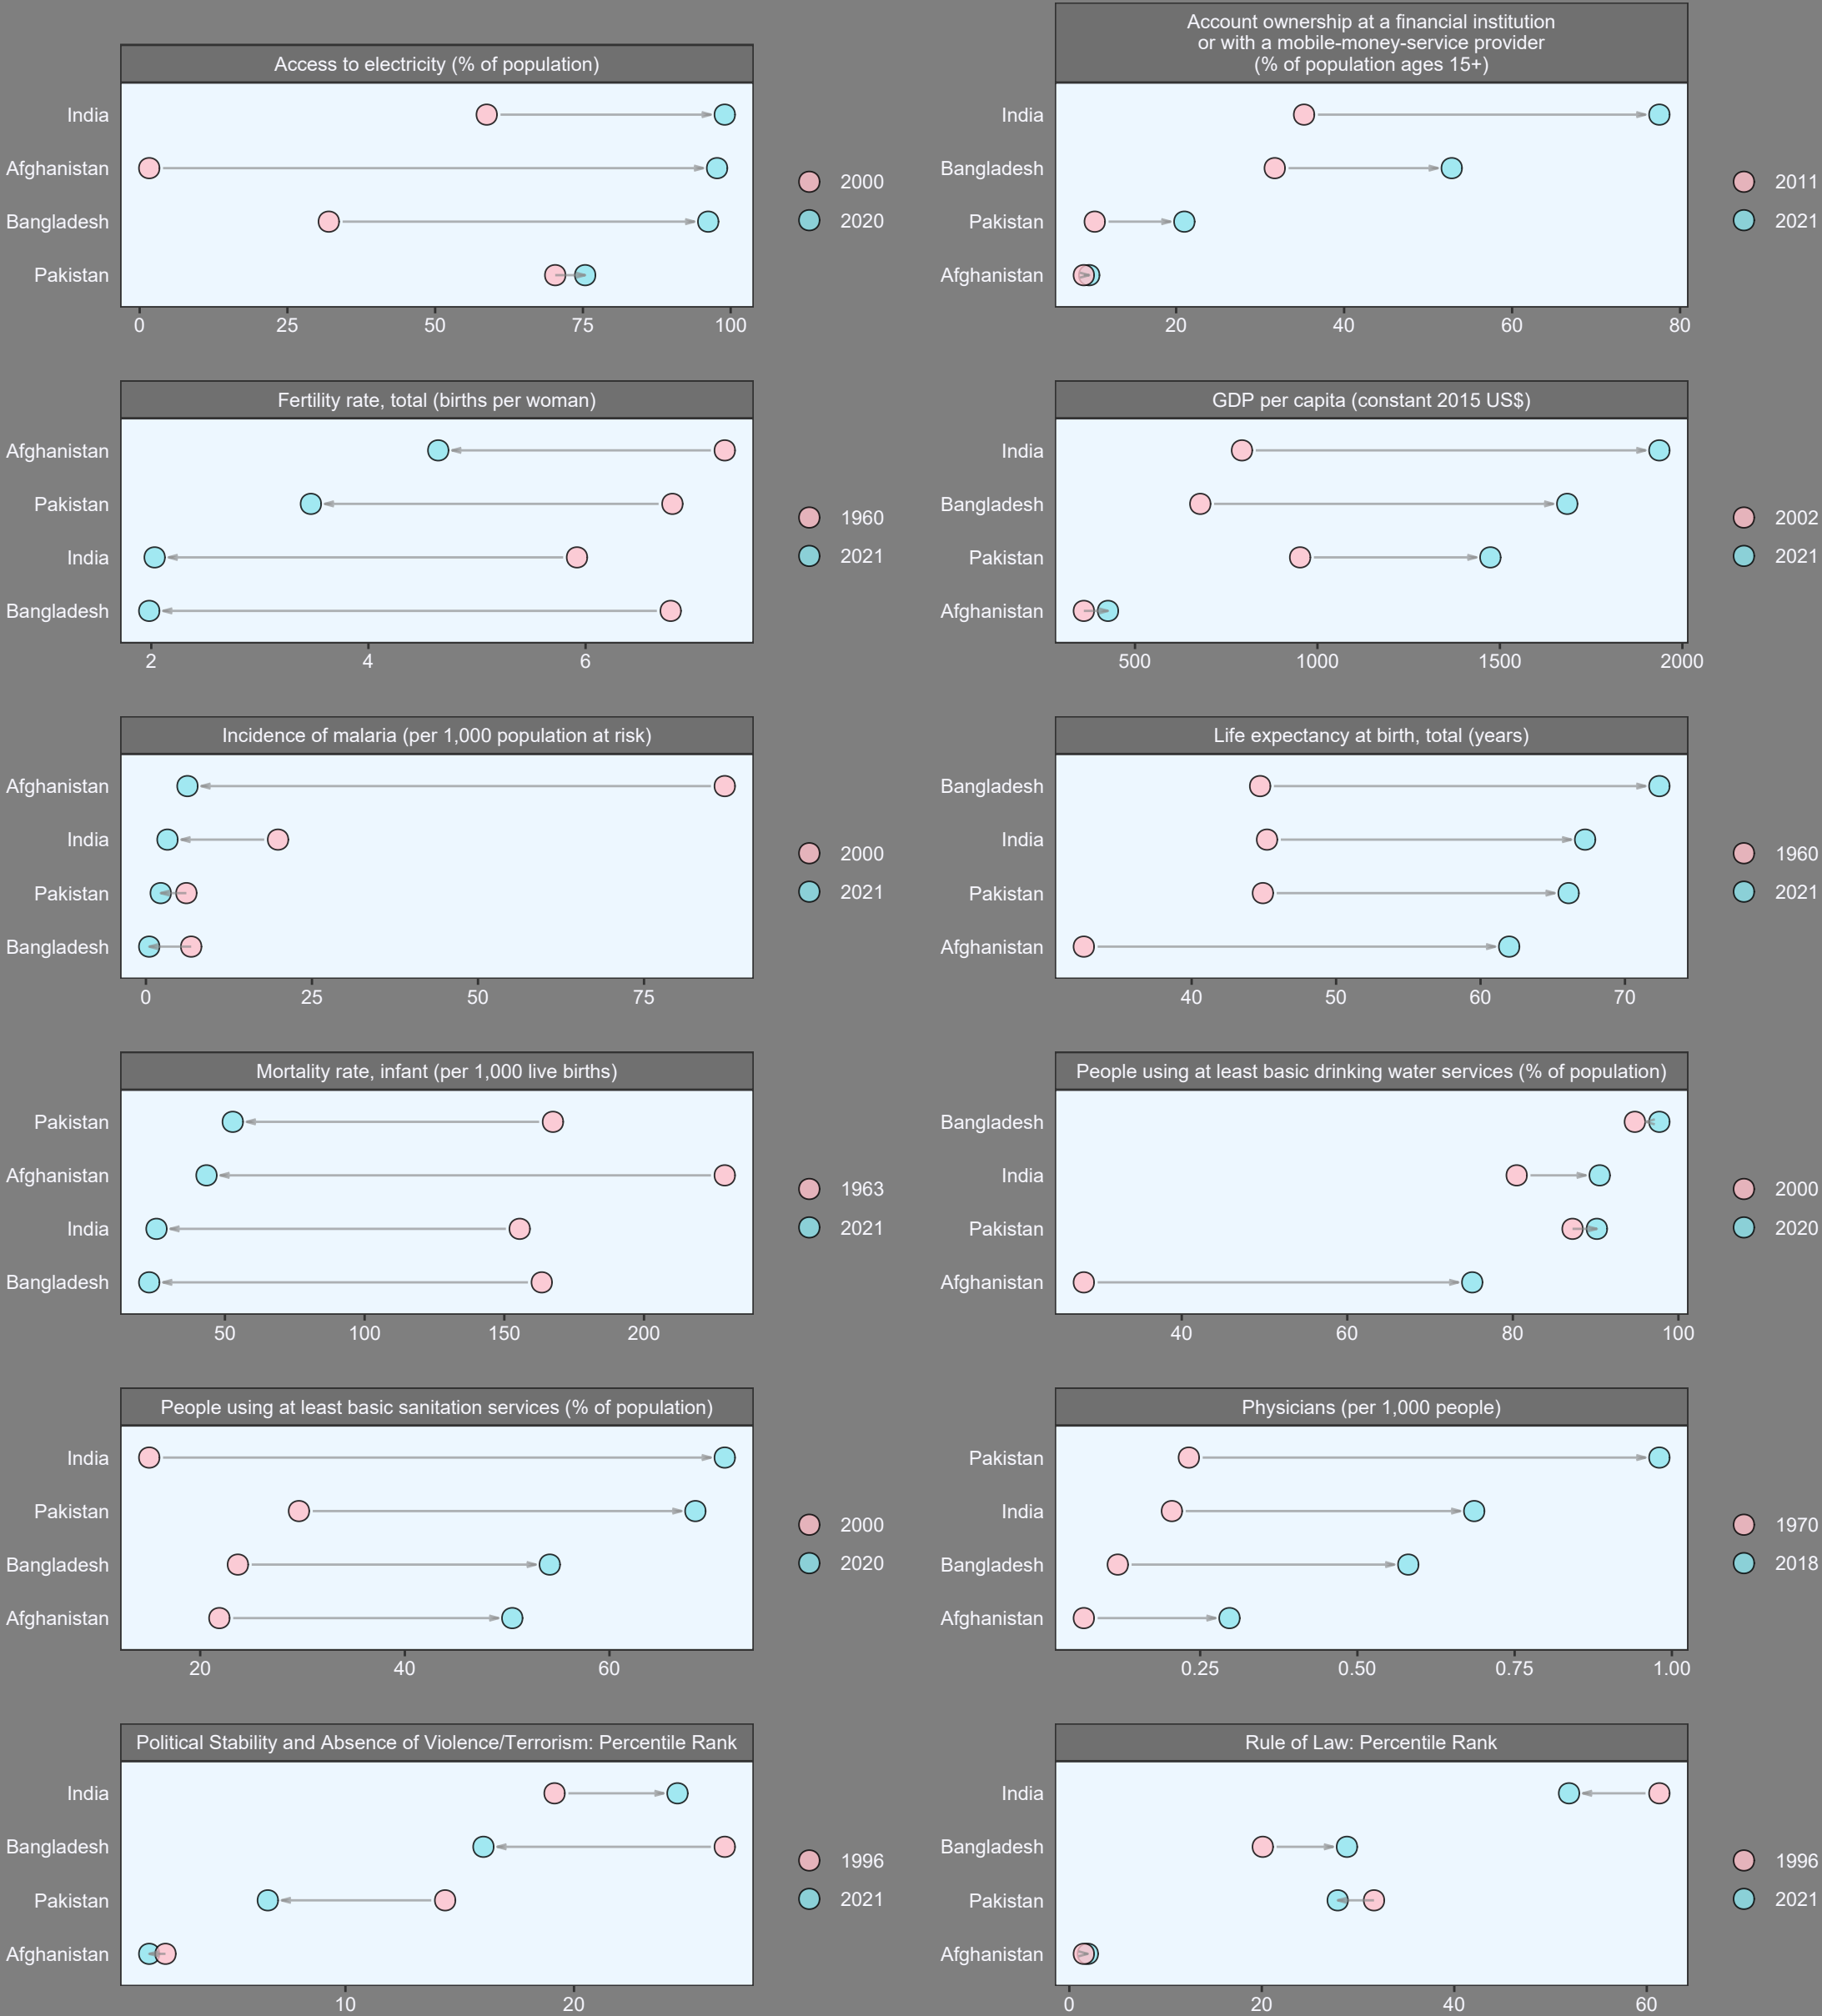 Access to electricity (% of population)
India
Afghanistan
Bangladesh
Pakistan
0 25 50 75 100
2000
2020
Account ownership at a financial institution
or with a mobile-money-service provider
(% of population ages 15+)
India
Bangladesh
Pakistan
Afghanistan
20 40 60 80
2011
2021
Fertility rate, total (births per woman)
Afghanistan
Pakistan
India
Bangladesh
2 4 6
1960
2021
GDP per capita (constant 2015 US$)
India
Bangladesh
Pakistan
Afghanistan
500 1000 1500 2000
2002
2021
Incidence of malaria (per 1,000 population at risk)
Afghanistan
India
Pakistan
Bangladesh
0 25 50 75
2000
2021
Life expectancy at birth, total (years)
Bangladesh
India
Pakistan
Afghanistan
40 50 60 70
1960
2021
Mortality rate, infant (per 1,000 live births)
Pakistan
Afghanistan
India
Bangladesh
50 100 150 200
1963
2021
People using at least basic drinking water services (% of population)
Bangladesh
India
Pakistan
Afghanistan
40 60 80 100
2000
2020
People using at least basic sanitation services (% of population)
India
Pakistan
Bangladesh
Afghanistan
20 40 60
2000
2020
Physicians (per 1,000 people)
Pakistan
India
Bangladesh
Afghanistan
0.25 0.50 0.75 1.00
1970
2018
Political Stability and Absence of Violence/Terrorism: Percentile Rank
India
Bangladesh
Pakistan
Afghanistan
10 20
1996
2021
Rule of Law: Percentile Rank
India
Bangladesh
Pakistan
Afghanistan
0 20 40 60
1996
2021